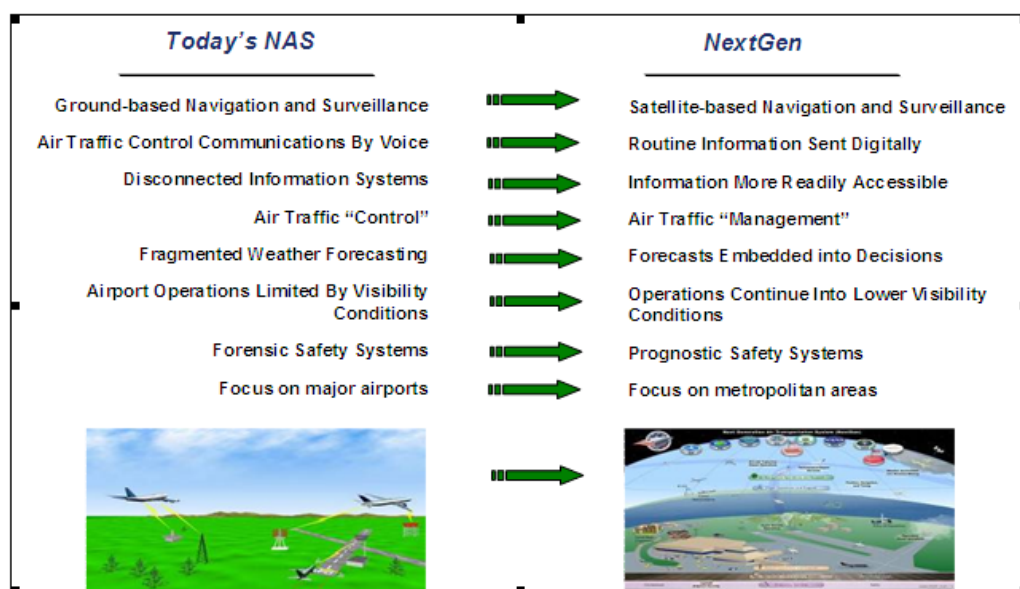 Today's NAS
NextGen
Ground-based Navigation and Surveillance
Satellite-based Navigation and Surveillance
Air Traffic Control Communications By Voice
Routine Information Sent Digitally
Disconnected Information Systems
Information More Readily Accessible
Air Traffic “Control”
Air Traffic “Management”
Fragmented Weather Forecasting
Forecasts Embedded into Decisions
Airport Operations Limited By Visibility
Conditions
Operations Continue Into Lower Visibility
Conditions
Forensic Safety Systems
Prognostic Safety Systems
Focus on major airports
Focus on metropolitan areas